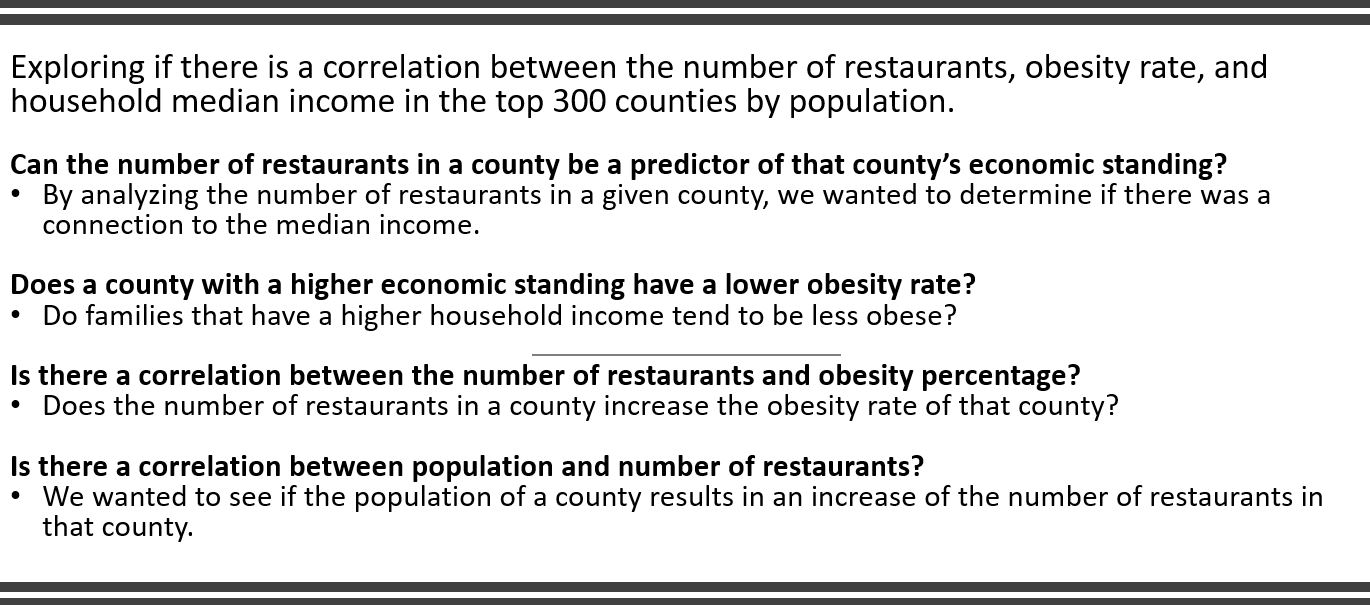 Exploring if there is a correlation between the number of restaurants, obesity rate, and
household median income in the top 300 counties by population.
Can the number of restaurants in a county be a predictor of that county’s economic standing?
• By analyzing the number of restaurants in a given county, we wanted to determine if there was a
connection to the median income.
Does a county with a higher economic standing have a lower obesity rate?
• Do families that have a higher household income tend to be less obese?
Is there a correlation between the number of restaurants and obesity percentage?
• Does the number of restaurants in a county increase the obesity rate of that county?
Is there a correlation between population and number of restaurants?
• We wanted to see if the population of a county results in an increase of the number of restaurants in
that county.